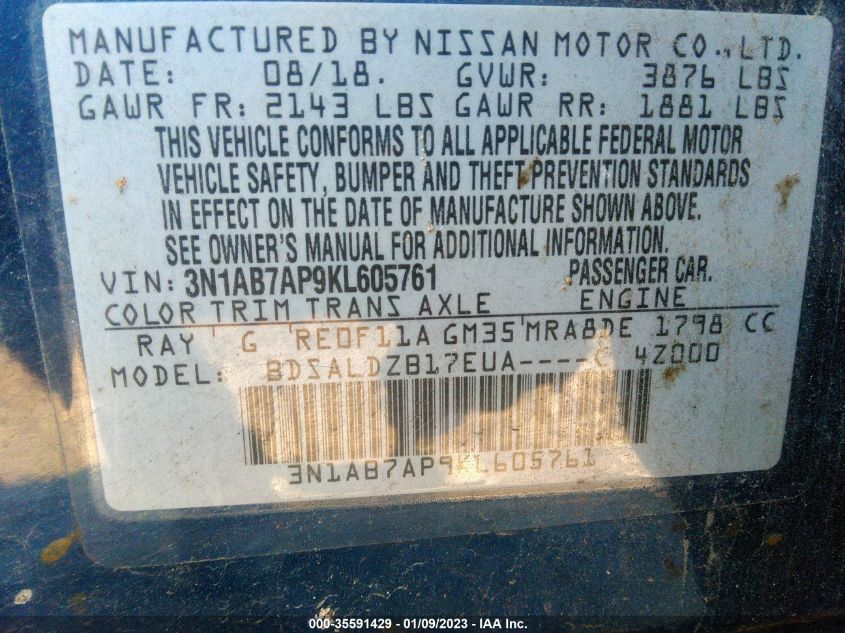 MANUFACTURED BY NISSAN MOTOR CO., LTD.
DATE: 08/18. GVWR: 3876 LBS
GAWR FR: 2143 LBS GAWR RR: 1881 LBS
THIS VEHICLE CONFORMS TO ALL APPLICABLE FEDERAL MOTOR
VEHICLE SAFETY, BUMPER AND THEFT PREVENTION STANDARDS
IN EFFECT ON THE DATE OF MANUFACTURE SHOWN ABOVE.
SEE OWNER'S MANUAL FOR ADDITIONAL INFORMATION.
VIN: 3N1AB7AP9KL605761 PASSENGER CAR.
COLOR TRIM TRANS AXLE ENGINE
RAY G RE0F11A GM35 MRA8DE 1798 CC
MODEL: BDSALDZB17EUA----C 4Z000
3N1AB7AP9KL605761
000-35591429 - 01/09/2023 - IAA Inc.